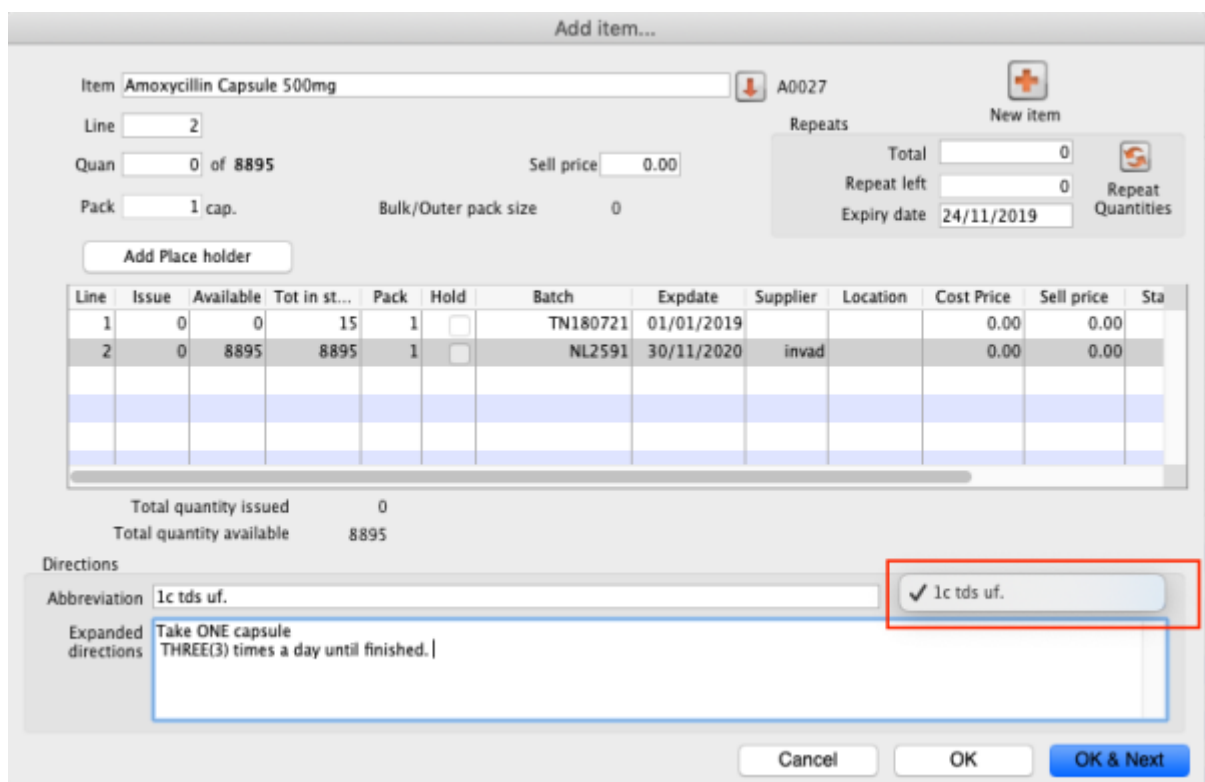 Add item...
Item Amoxycillin Capsule 500mg A0027
New item
Line 2
Repeats
Quan 0 of 8895 Sell price 0.00 Total 0
Repeat left 0 Repeat Quantities
Pack 1 cap. Bulk/Outer pack size 0
Expiry date 24/11/2019
Add Place holder
Line Issue Available Tot in st... Pack Hold Batch Expdate Supplier Location Cost Price Sell price Sta
1 0 0 15 1 TN180721 01/01/2019 0.00 0.00
2 0 8895 8895 1 NL2591 30/11/2020 invad 0.00 0.00
Total quantity issued 0
Total quantity available 8895
Directions
Abbreviation 1c tds uf. ✓ 1c tds uf.
Expanded directions Take ONE capsule
THREE(3) times a day until finished.
Cancel OK OK & Next